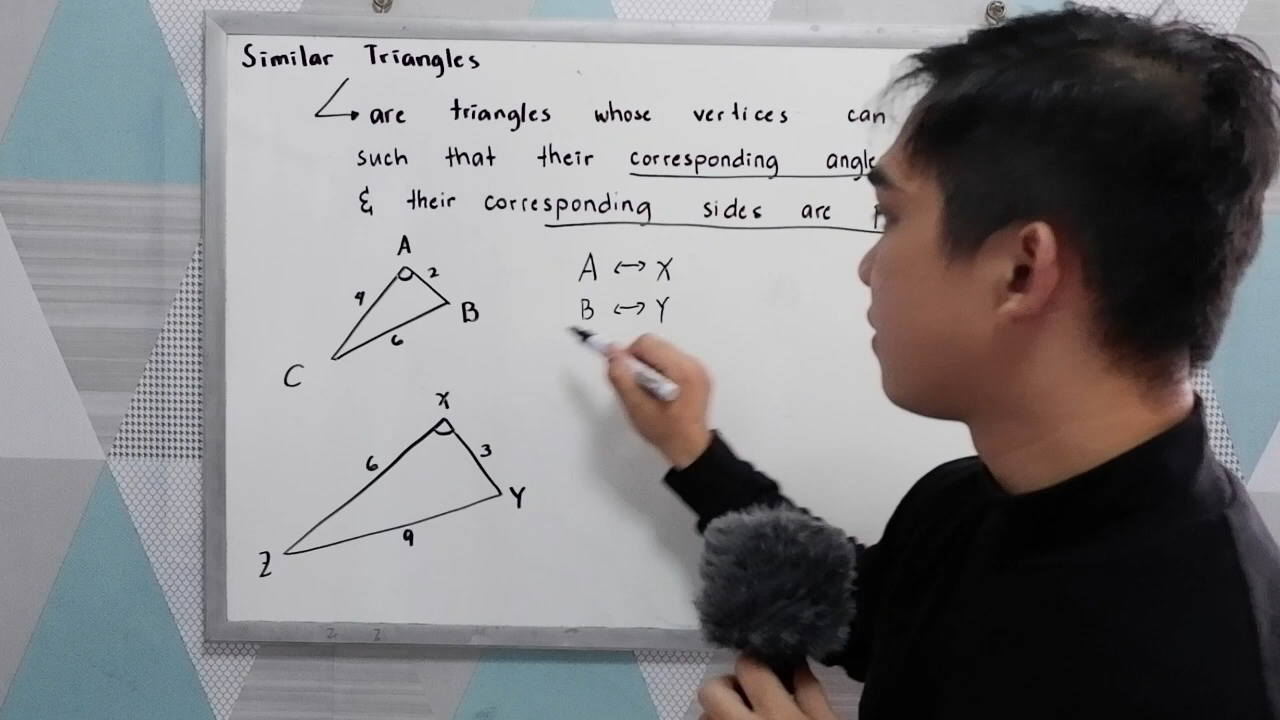 Similar Triangles
are triangles whose vertices can
such that their corresponding angle
& their corresponding sides are
A
4 2
B
6
C
A ↔ X
B ↔ Y
X
6 3
Y
9
Z